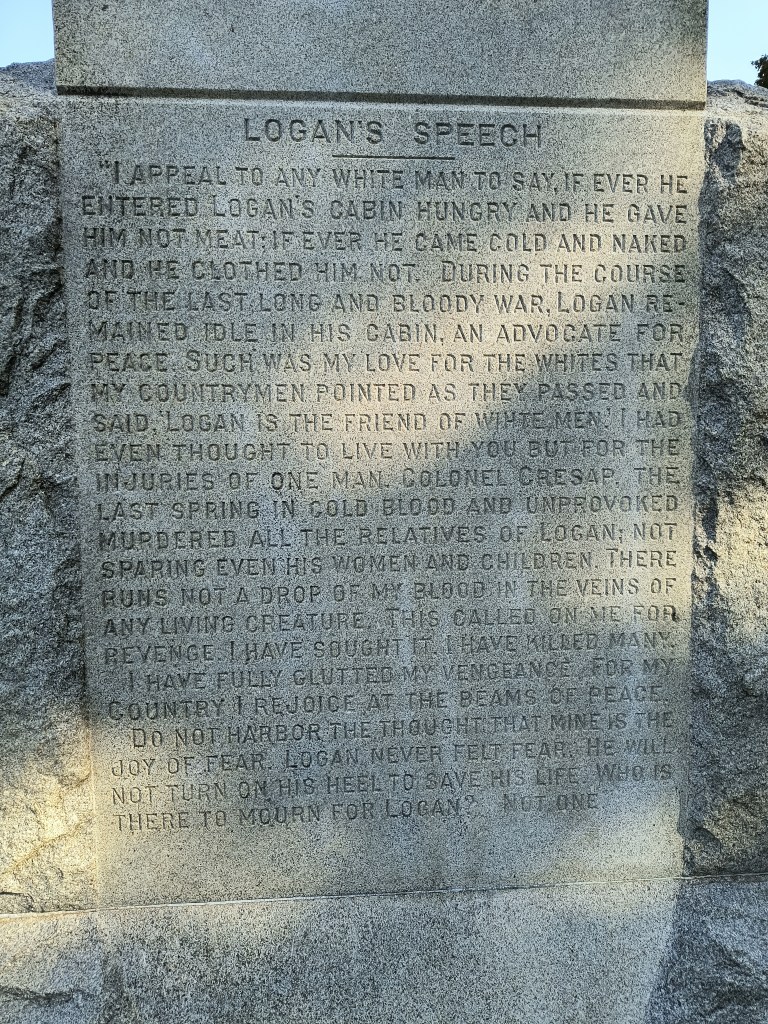 LOGAN'S SPEECH
"I APPEAL TO ANY WHITE MAN TO SAY, IF EVER HE
ENTERED LOGAN'S CABIN HUNGRY AND HE GAVE
HIM NOT MEAT; IF EVER HE CAME COLD AND NAKED
AND HE CLOTHED HIM NOT. DURING THE COURSE
OF THE LAST LONG AND BLOODY WAR, LOGAN RE-
MAINED IDLE IN HIS CABIN, AN ADVOCATE FOR
PEACE. SUCH WAS MY LOVE FOR THE WHITES THAT
MY COUNTRYMEN POINTED AS THEY PASSED AND
SAID, 'LOGAN IS THE FRIEND OF WIHTE MEN.' I HAD
EVEN THOUGHT TO LIVE WITH YOU BUT FOR THE
INJURIES OF ONE MAN. COLONEL CRESAP, THE
LAST SPRING IN COLD BLOOD AND UNPROVOKED
MURDERED ALL THE RELATIVES OF LOGAN; NOT
SPARING EVEN HIS WOMEN AND CHILDREN. THERE
RUNS NOT A DROP OF MY BLOOD IN THE VEINS OF
ANY LIVING CREATURE. THIS CALLED ON ME FOR
REVENGE. I HAVE SOUGHT IT. I HAVE KILLED MANY.
I HAVE FULLY GLUTTED MY VENGEANCE. FOR MY
COUNTRY I REJOICE AT THE BEAMS OF PEACE.
DO NOT HARBOR THE THOUGHT THAT MINE IS THE
JOY OF FEAR. LOGAN NEVER FELT FEAR. HE WILL
NOT TURN ON HIS HEEL TO SAVE HIS LIFE. WHO IS
THERE TO MOURN FOR LOGAN? NOT ONE